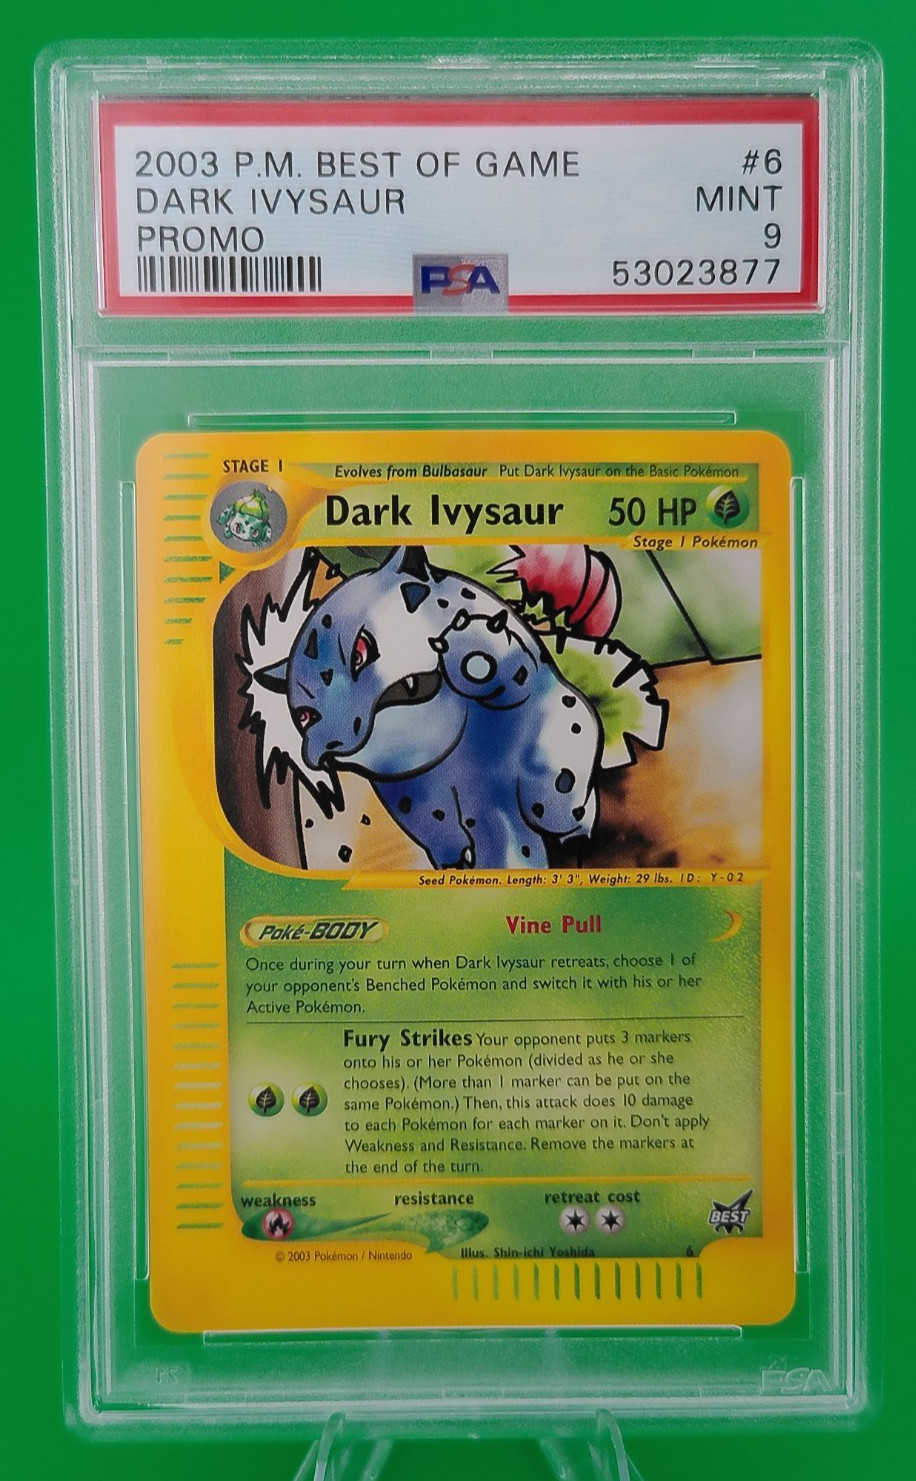 2003 P.M. BEST OF GAME #6
DARK IVYSAUR MINT
PROMO 9
PSA 53023877
STAGE 1 Evolves from Bulbasaur Put Dark Ivysaur on the Basic Pokémon
Dark Ivysaur 50 HP
Stage 1 Pokémon
Seed Pokémon. Length: 3' 3", Weight: 29 lbs. ID: Y-02
Poké-BODY Vine Pull
Once during your turn when Dark Ivysaur retreats, choose 1 of
your opponent's Benched Pokémon and switch it with his or her
Active Pokémon.
Fury Strikes Your opponent puts 3 markers
onto his or her Pokémon (divided as he or she
chooses). (More than 1 marker can be put on the
same Pokémon.) Then, this attack does 10 damage
to each Pokémon for each marker on it. Don't apply
Weakness and Resistance. Remove the markers at
the end of the turn.
weakness resistance retreat cost
BEST
© 2003 Pokémon / Nintendo Illus. Shin-ichi Yoshida 6
PSA